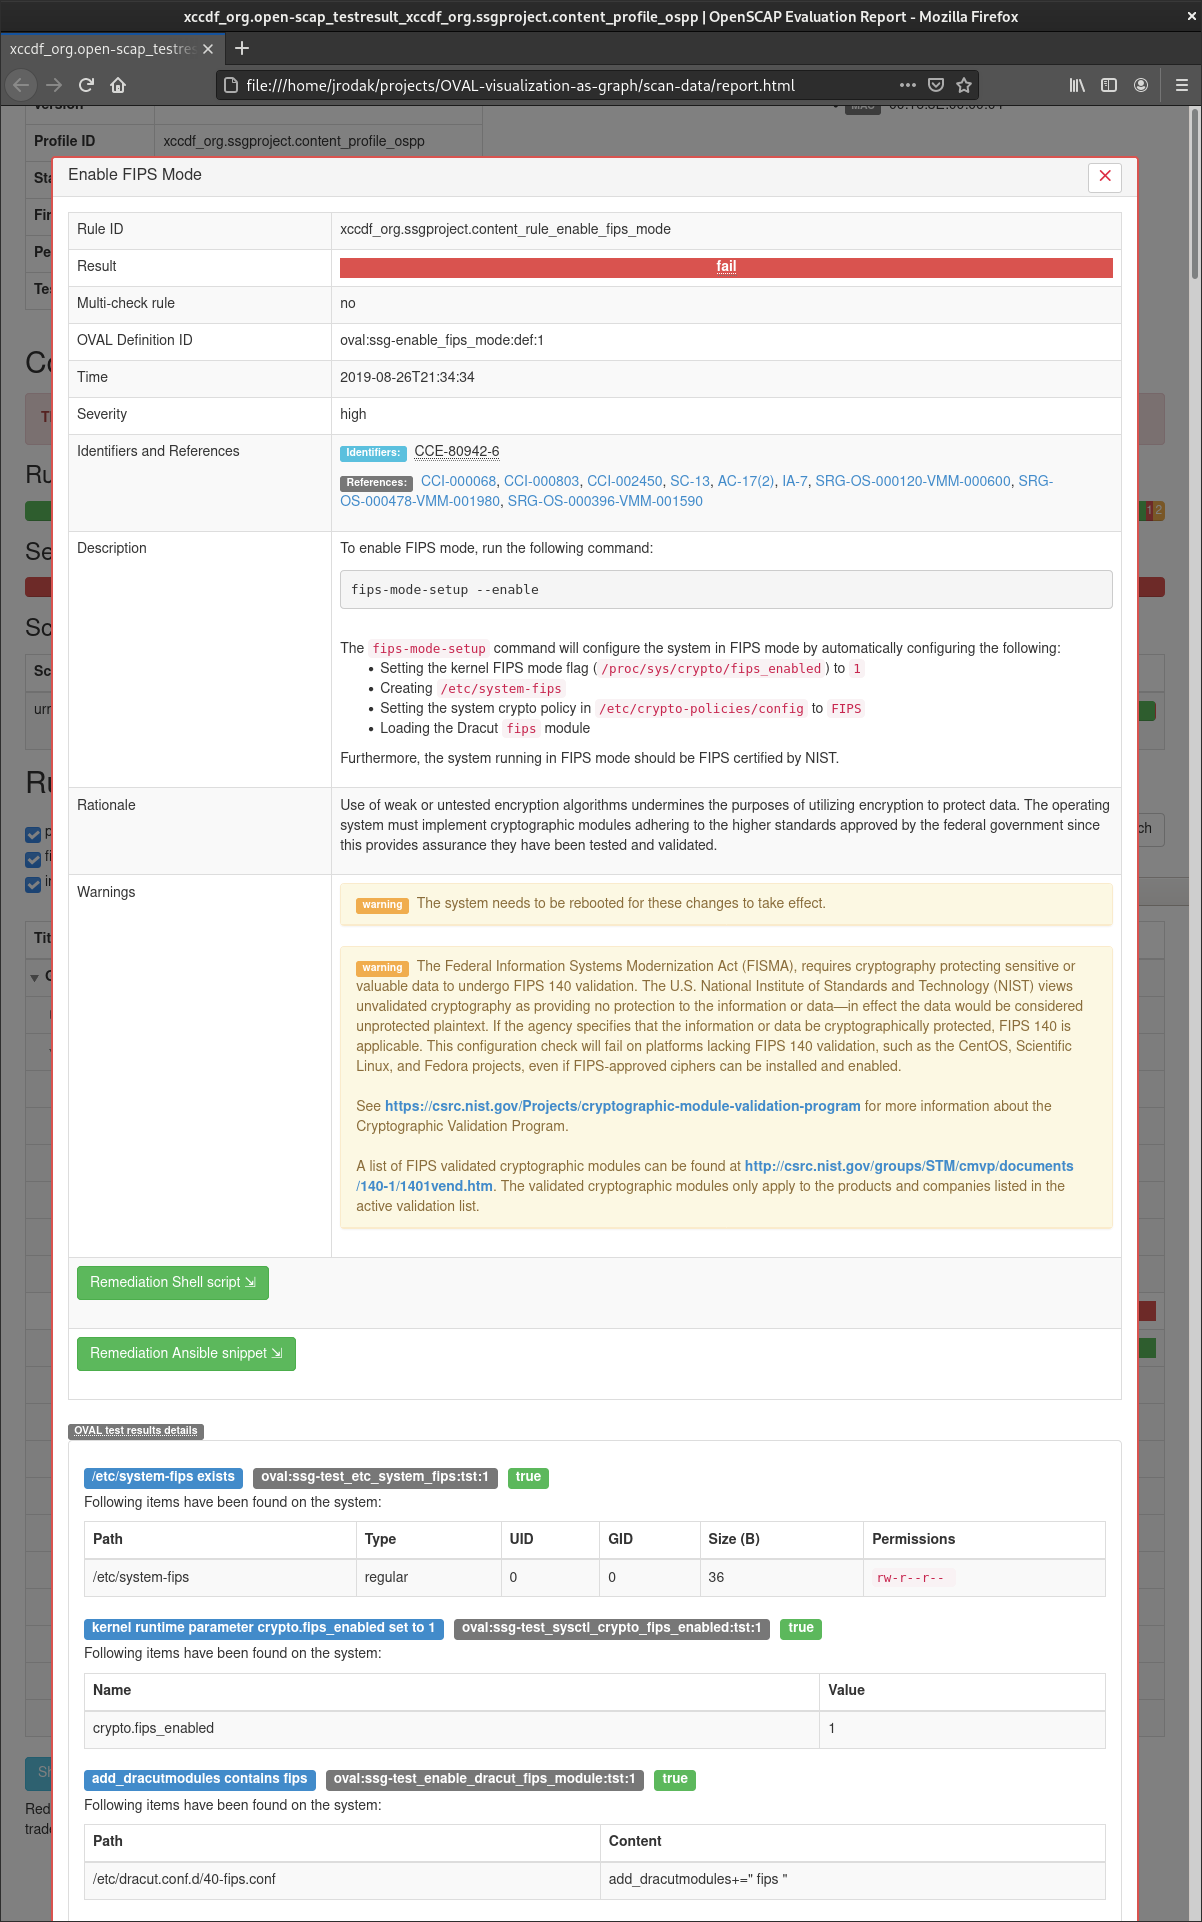 xccdf_org.open-scap_testresult_xccdf_org.ssgproject.content_profile_ospp | OpenSCAP Evaluation Report - Mozilla Firefox
xccdf_org.open-scap_testres
file:///home/jrodak/projects/OVAL-visualization-as-graph/scan-data/report.html
Profile ID xccdf_org.ssgproject.content_profile_ospp
Enable FIPS Mode
Rule ID xccdf_org.ssgproject.content_rule_enable_fips_mode
Result fail
Multi-check rule no
OVAL Definition ID oval:ssg-enable_fips_mode:def:1
Time 2019-08-26T21:34:34
Severity high
Identifiers and References Identifiers: CCE-80942-6
References: CCI-000068, CCI-000803, CCI-002450, SC-13, AC-17(2), IA-7, SRG-OS-000120-VMM-000600, SRG-
OS-000478-VMM-001980, SRG-OS-000396-VMM-001590
Description To enable FIPS mode, run the following command:
fips-mode-setup --enable
The fips-mode-setup command will configure the system in FIPS mode by automatically configuring the following:
• Setting the kernel FIPS mode flag ( /proc/sys/crypto/fips_enabled ) to 1
• Creating /etc/system-fips
• Setting the system crypto policy in /etc/crypto-policies/config to FIPS
• Loading the Dracut fips module
Furthermore, the system running in FIPS mode should be FIPS certified by NIST.
Rationale Use of weak or untested encryption algorithms undermines the purposes of utilizing encryption to protect data. The operating
system must implement cryptographic modules adhering to the higher standards approved by the federal government since
this provides assurance they have been tested and validated.
Warnings warning The system needs to be rebooted for these changes to take effect.
warning The Federal Information Systems Modernization Act (FISMA), requires cryptography protecting sensitive or
valuable data to undergo FIPS 140 validation. The U.S. National Institute of Standards and Technology (NIST) views
unvalidated cryptography as providing no protection to the information or data—in effect the data would be considered
unprotected plaintext. If the agency specifies that the information or data be cryptographically protected, FIPS 140 is
applicable. This configuration check will fail on platforms lacking FIPS 140 validation, such as the CentOS, Scientific
Linux, and Fedora projects, even if FIPS-approved ciphers can be installed and enabled.
See https://csrc.nist.gov/Projects/cryptographic-module-validation-program for more information about the
Cryptographic Validation Program.
A list of FIPS validated cryptographic modules can be found at http://csrc.nist.gov/groups/STM/cmvp/documents
/140-1/1401vend.htm. The validated cryptographic modules only apply to the products and companies listed in the
active validation list.
Remediation Shell script ⇲
Remediation Ansible snippet ⇲
OVAL test results details
/etc/system-fips exists oval:ssg-test_etc_system_fips:tst:1 true
Following items have been found on the system:
Path Type UID GID Size (B) Permissions
/etc/system-fips regular 0 0 36 rw-r--r--
kernel runtime parameter crypto.fips_enabled set to 1 oval:ssg-test_sysctl_crypto_fips_enabled:tst:1 true
Following items have been found on the system:
Name Value
crypto.fips_enabled 1
add_dracutmodules contains fips oval:ssg-test_enable_dracut_fips_module:tst:1 true
Following items have been found on the system:
Path Content
/etc/dracut.conf.d/40-fips.conf add_dracutmodules+=" fips "